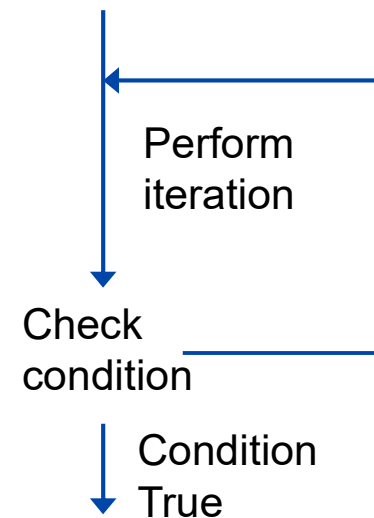 Perform
iteration
Check
condition
Condition
True